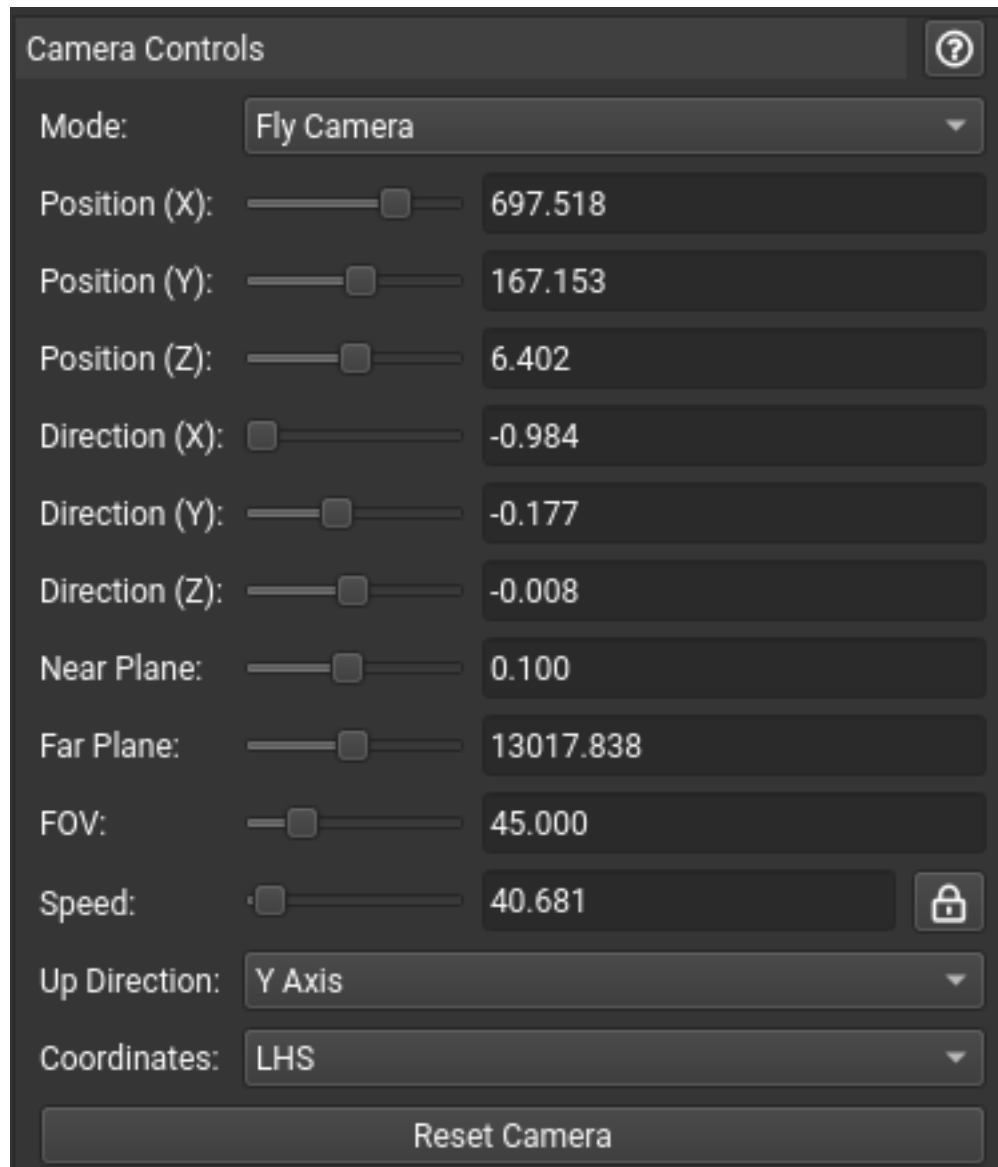 Camera Controls
Mode: Fly Camera
Position (X): 697.518
Position (Y): 167.153
Position (Z): 6.402
Direction (X): -0.984
Direction (Y): -0.177
Direction (Z): -0.008
Near Plane: 0.100
Far Plane: 13017.838
FOV: 45.000
Speed: 40.681
Up Direction: Y Axis
Coordinates: LHS
Reset Camera